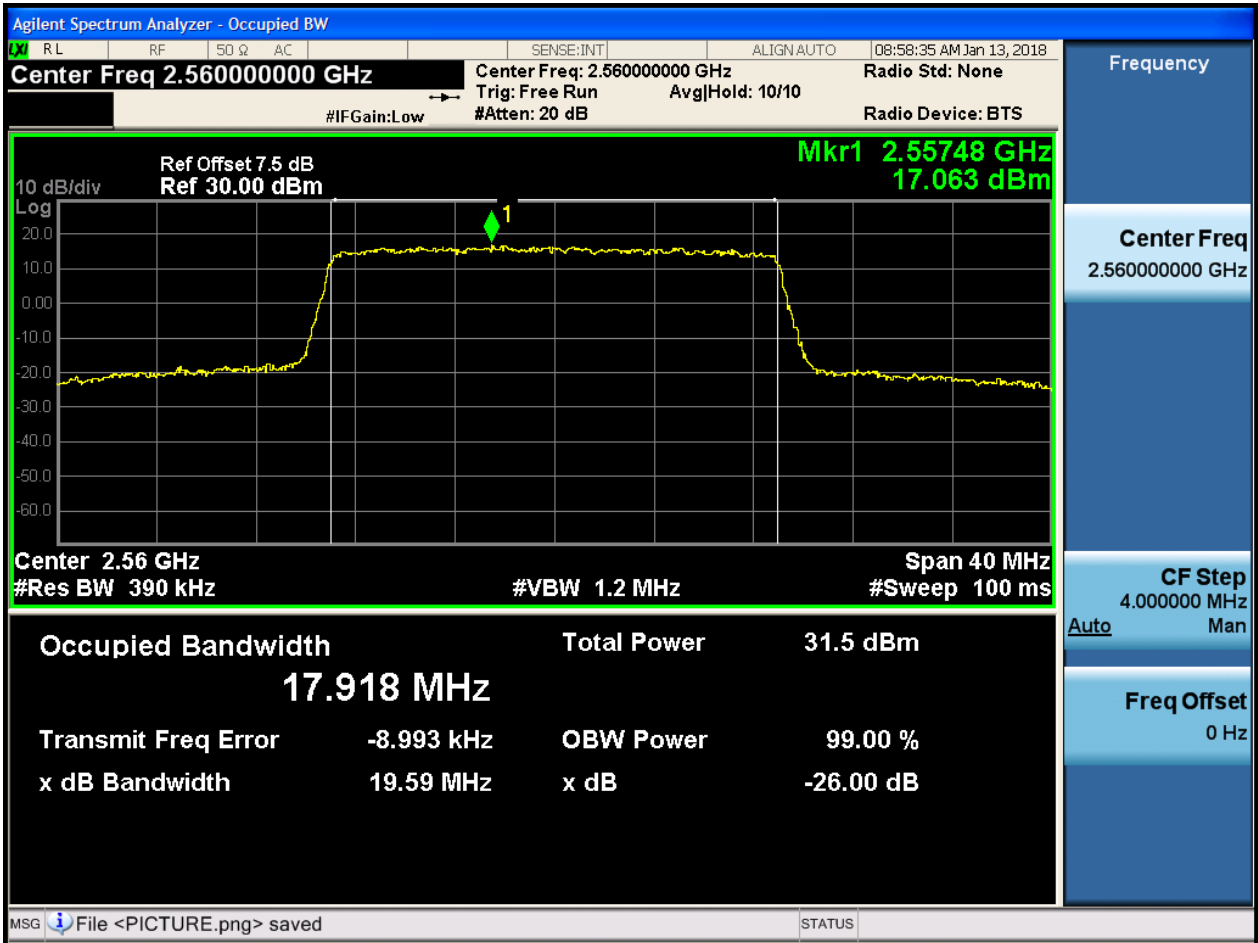 Agilent Spectrum Analyzer - Occupied BW
LXI RL RF 50 Ω AC SENSE:INT ALIGN AUTO 08:58:35 AM Jan 13, 2018
Center Freq 2.560000000 GHz
Center Freq: 2.560000000 GHz Radio Std: None
Trig: Free Run Avg|Hold: 10/10
#IFGain:Low #Atten: 20 dB Radio Device: BTS
Ref Offset 7.5 dB
10 dB/div Ref 30.00 dBm
Mkr1 2.55748 GHz
17.063 dBm
Log
20.0
10.0
0.00
-10.0
-20.0
-30.0
-40.0
-50.0
-60.0
1
Center 2.56 GHz Span 40 MHz
#Res BW 390 kHz #VBW 1.2 MHz #Sweep 100 ms
Occupied Bandwidth Total Power 31.5 dBm
17.918 MHz
Transmit Freq Error -8.993 kHz OBW Power 99.00 %
x dB Bandwidth 19.59 MHz x dB -26.00 dB
Frequency
Center Freq
2.560000000 GHz
CF Step
4.000000 MHz
Auto Man
Freq Offset
0 Hz
MSG File <PICTURE.png> saved STATUS